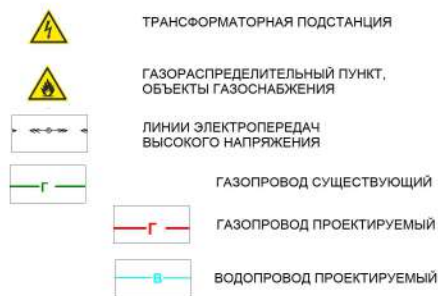 ТРАНСФОРМАТОРНАЯ ПОДСТАНЦИЯ
ГАЗОРАСПРЕДЕЛИТЕЛЬНЫЙ ПУНКТ,
ОБЪЕКТЫ ГАЗОСНАБЖЕНИЯ
ЛИНИИ ЭЛЕКТРОПЕРЕДАЧ
ВЫСОКОГО НАПРЯЖЕНИЯ
Г ГАЗОПРОВОД СУЩЕСТВУЮЩИЙ
Г ГАЗОПРОВОД ПРОЕКТИРУЕМЫЙ
В ВОДОПРОВОД ПРОЕКТИРУЕМЫЙ